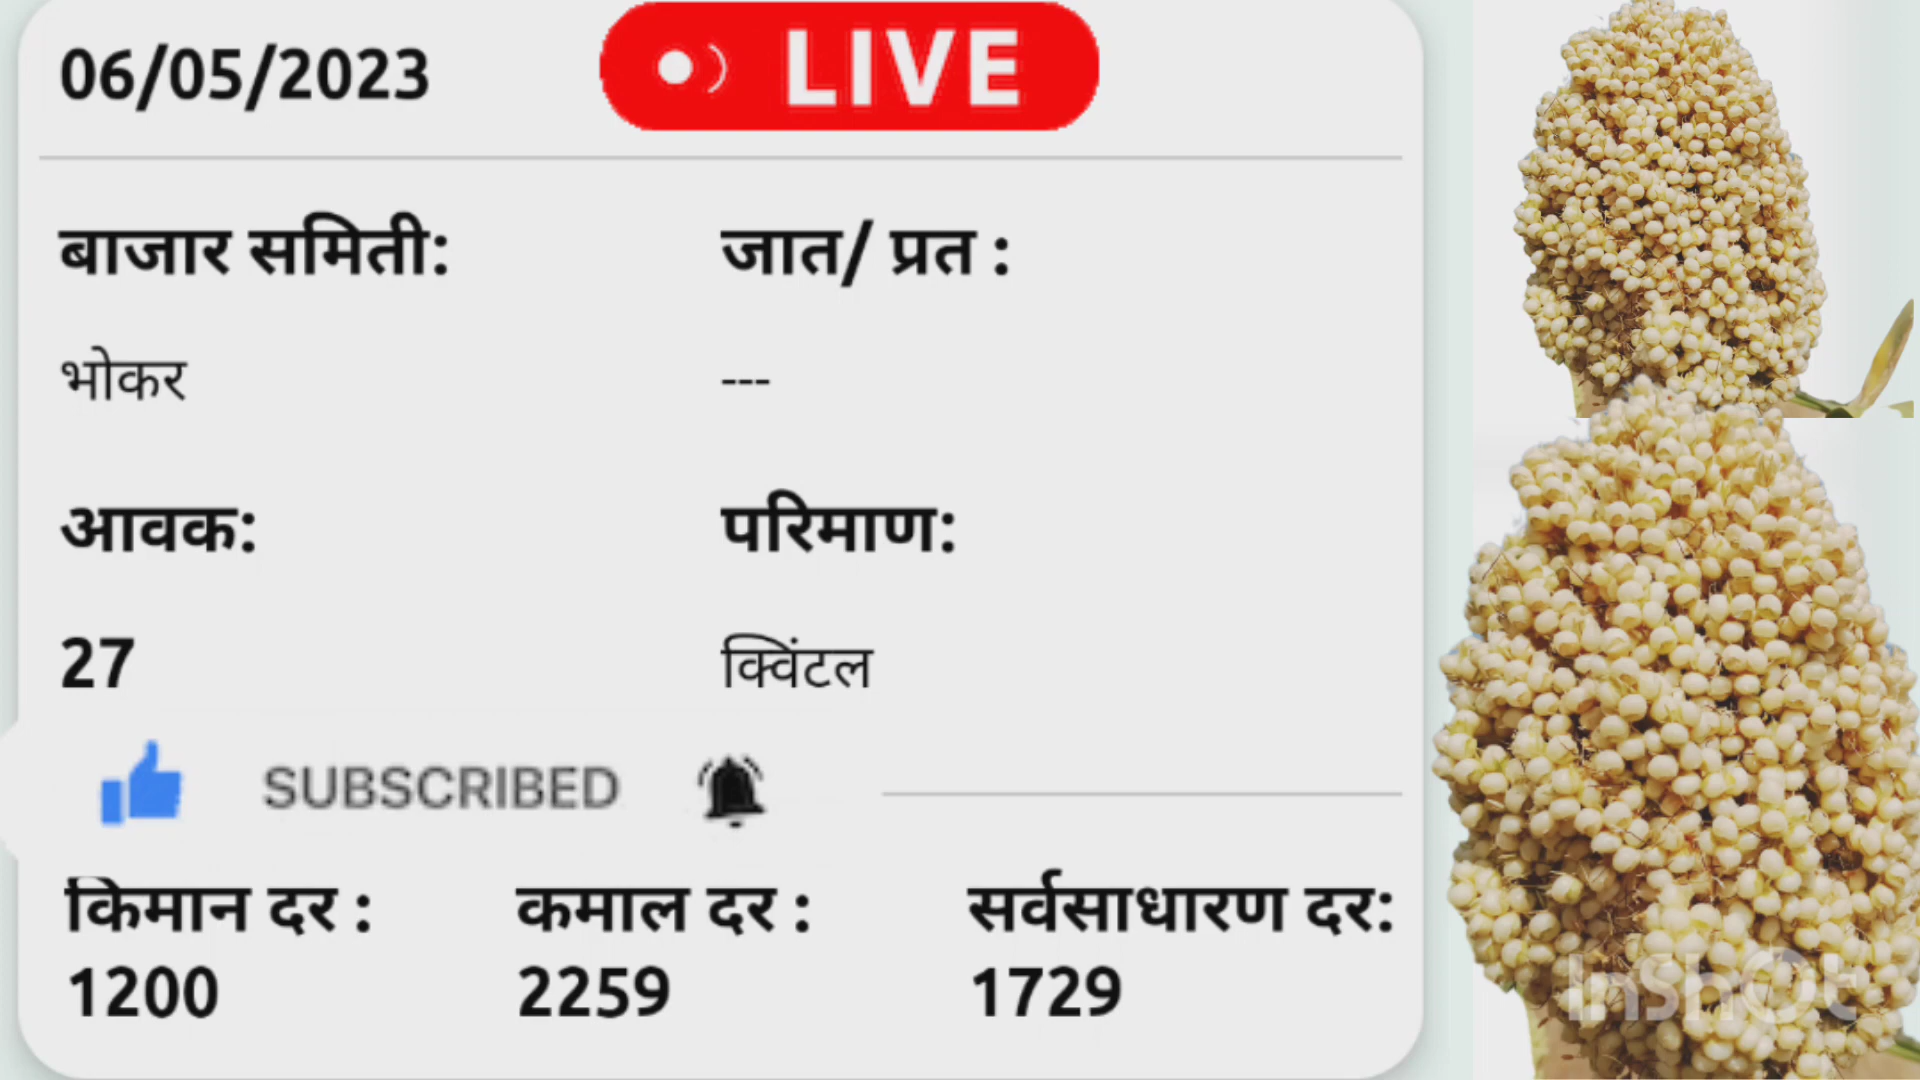 06/05/2023
LIVE
बाजार समिती:
जात/ प्रत :
भोकर
---
आवक:
परिमाण:
27
क्विंटल
SUBSCRIBED
किमान दर :
कमाल दर :
सर्वसाधारण दर:
1200
2259
1729
InShOt